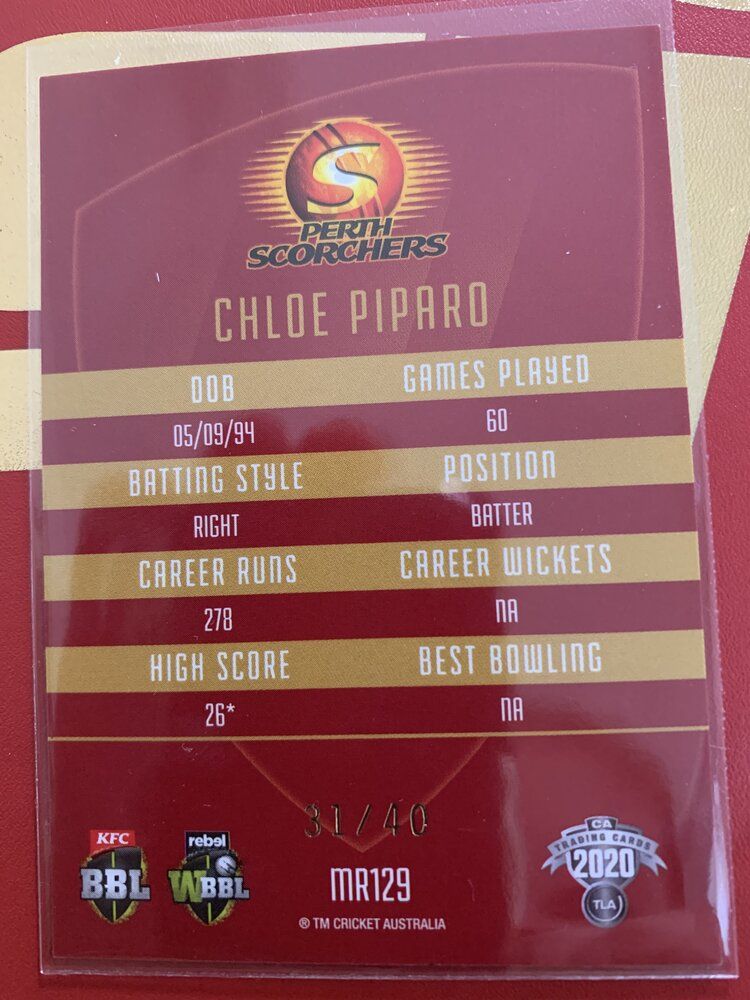 S
PERTH
SCORCHERS
CHLOE PIPARO
DOB GAMES PLAYED
05/09/94 60
BATTING STYLE POSITION
RIGHT BATTER
CAREER RUNS CAREER WICKETS
278 NA
HIGH SCORE BEST BOWLING
26* NA
31/40
KFC
BBL
rebel
WBBL
MR129
® TM CRICKET AUSTRALIA
CA
TRADING CARDS
2020
TLA